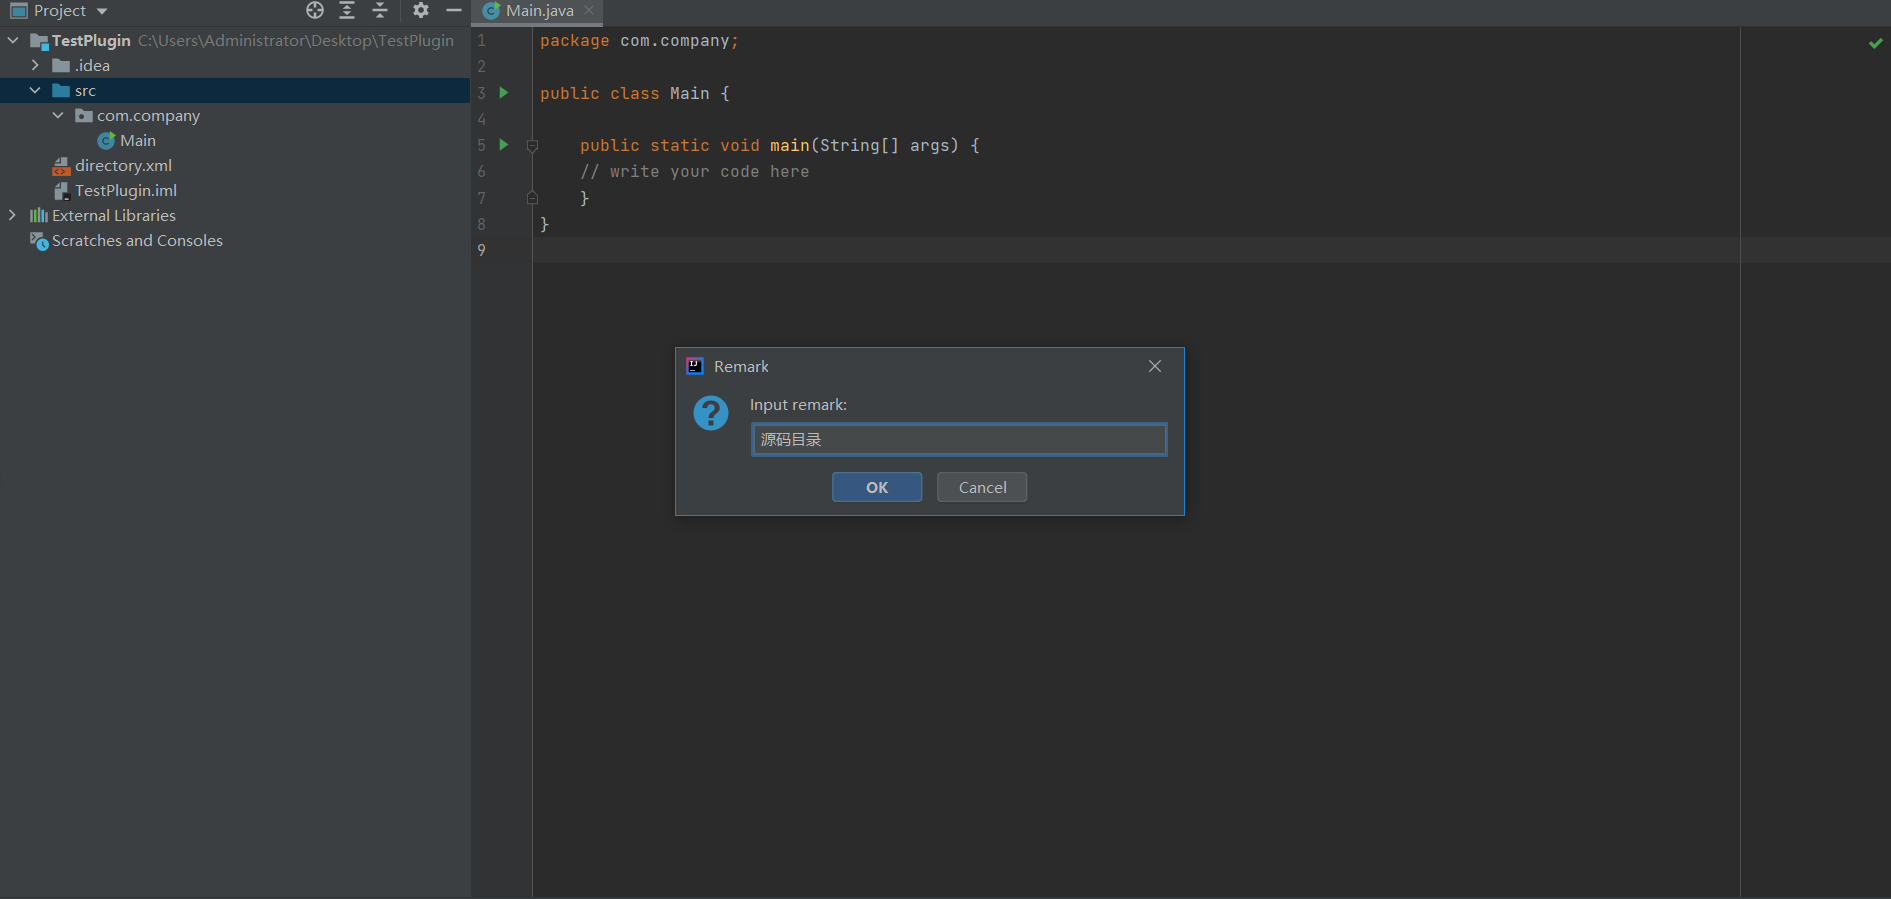 Project
TestPlugin C:\Users\Administrator\Desktop\TestPlugin
.idea
src
com.company
Main
directory.xml
TestPlugin.iml
External Libraries
Scratches and Consoles
Main.java
1 package com.company;
2
3 public class Main {
4
5 public static void main(String[] args) {
6 // write your code here
7 }
8 }
9
Remark
Input remark:
源码目录
OK Cancel